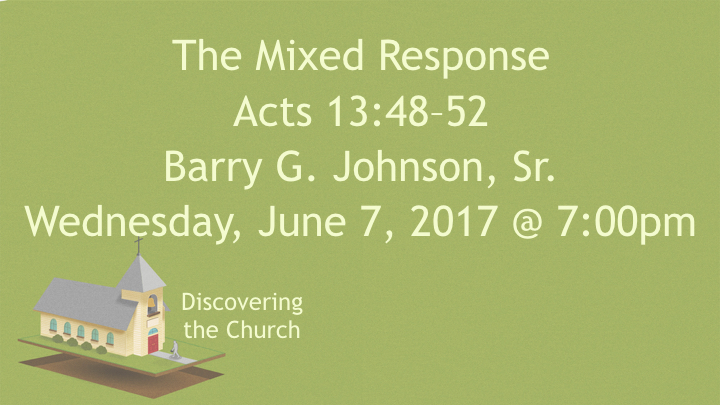 The Mixed Response
Acts 13:48–52
Barry G. Johnson, Sr.
Wednesday, June 7, 2017 @ 7:00pm
Discovering
the Church